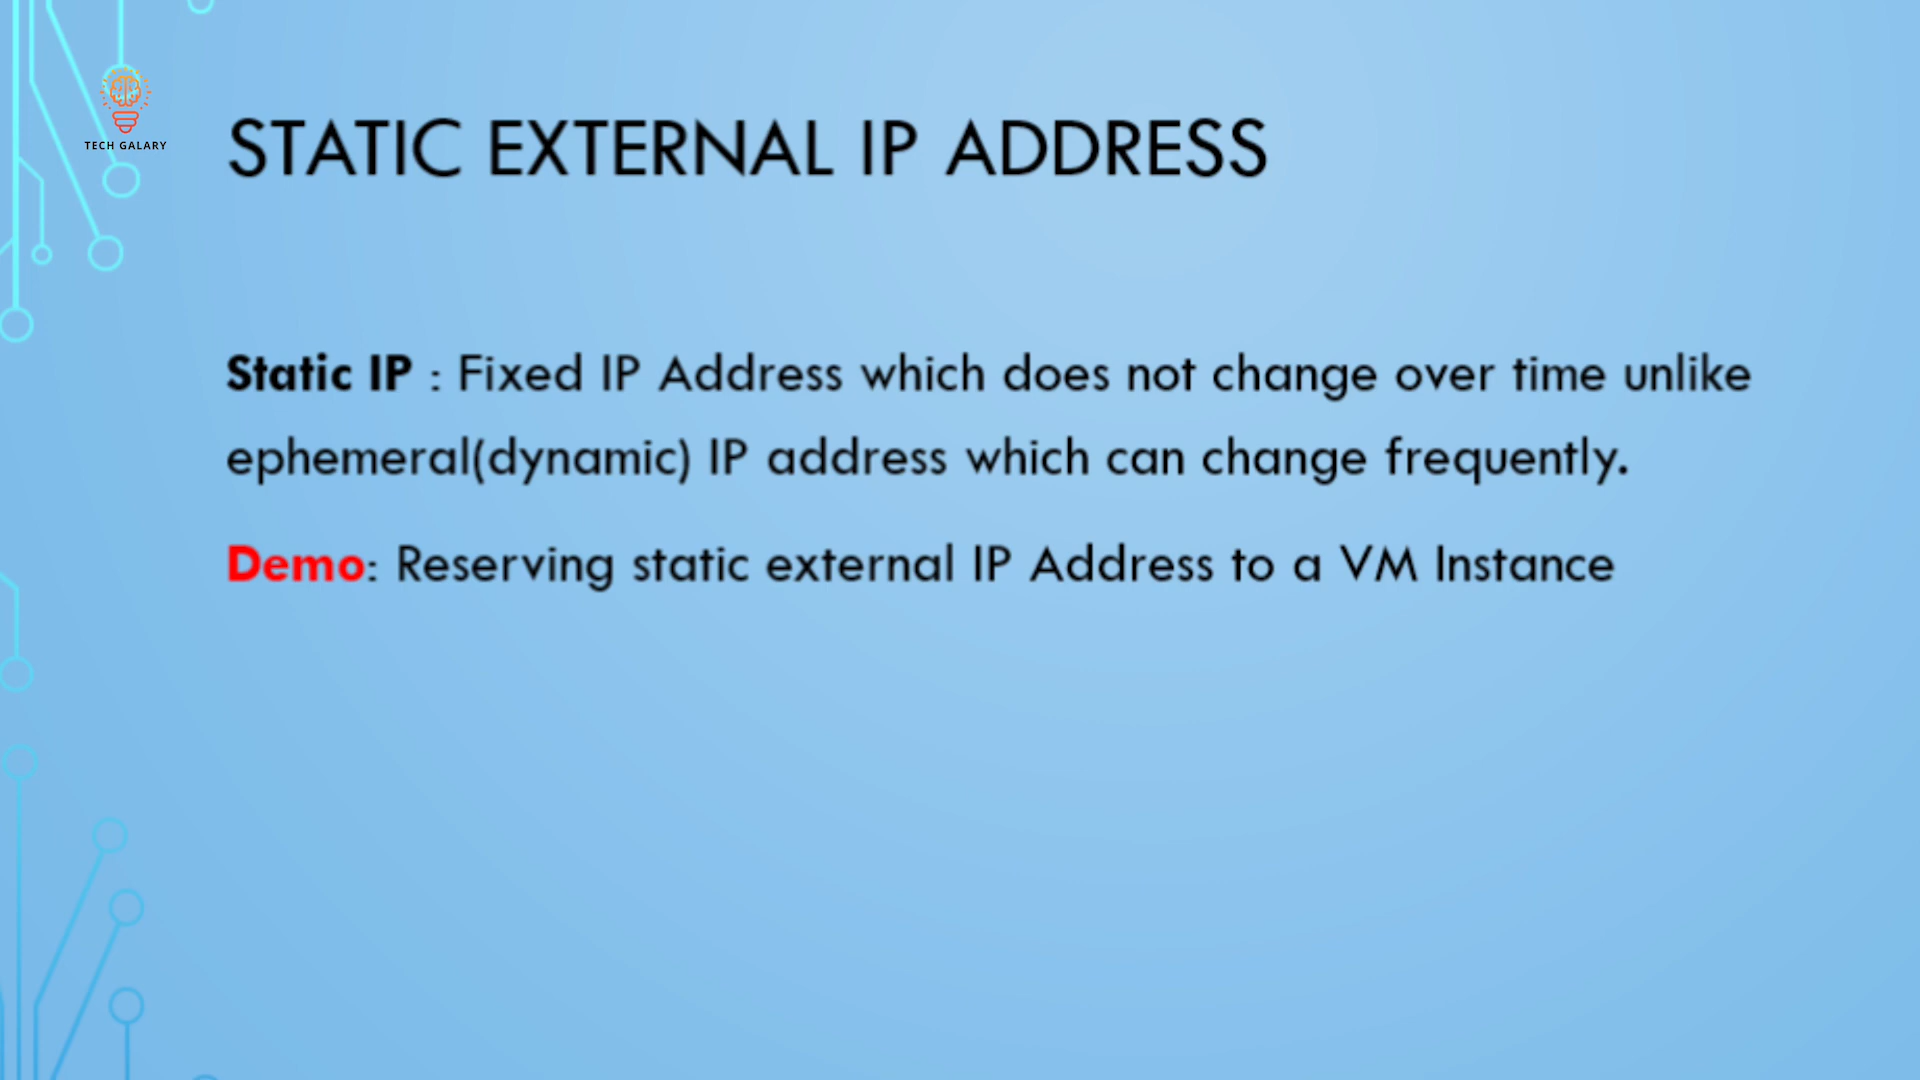 TECH GALARY
STATIC EXTERNAL IP ADDRESS
Static IP : Fixed IP Address which does not change over time unlike
ephemeral(dynamic) IP address which can change frequently.
Demo: Reserving static external IP Address to a VM Instance